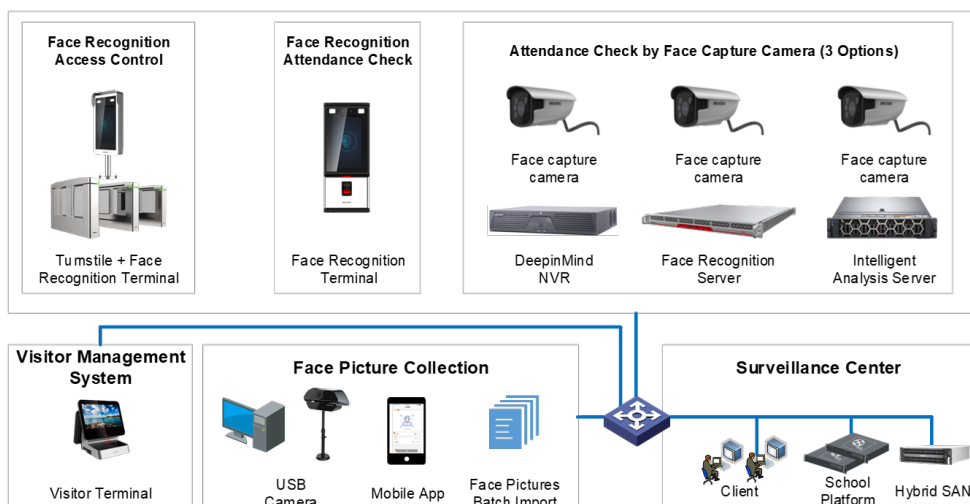 Face Recognition
Access Control
Turnstile + Face
Recognition Terminal
Face Recognition
Attendance Check
Face Recognition
Terminal
Attendance Check by Face Capture Camera (3 Options)
Face capture
camera
Face capture
camera
Face capture
camera
DeepinMind
NVR
Face Recognition
Server
Intelligent
Analysis Server
Visitor Management
System
Visitor Terminal
Face Picture Collection
USB
Camera
Mobile App
Face Pictures
Batch Import
Surveillance Center
Client
School
Platform
Hybrid SAN